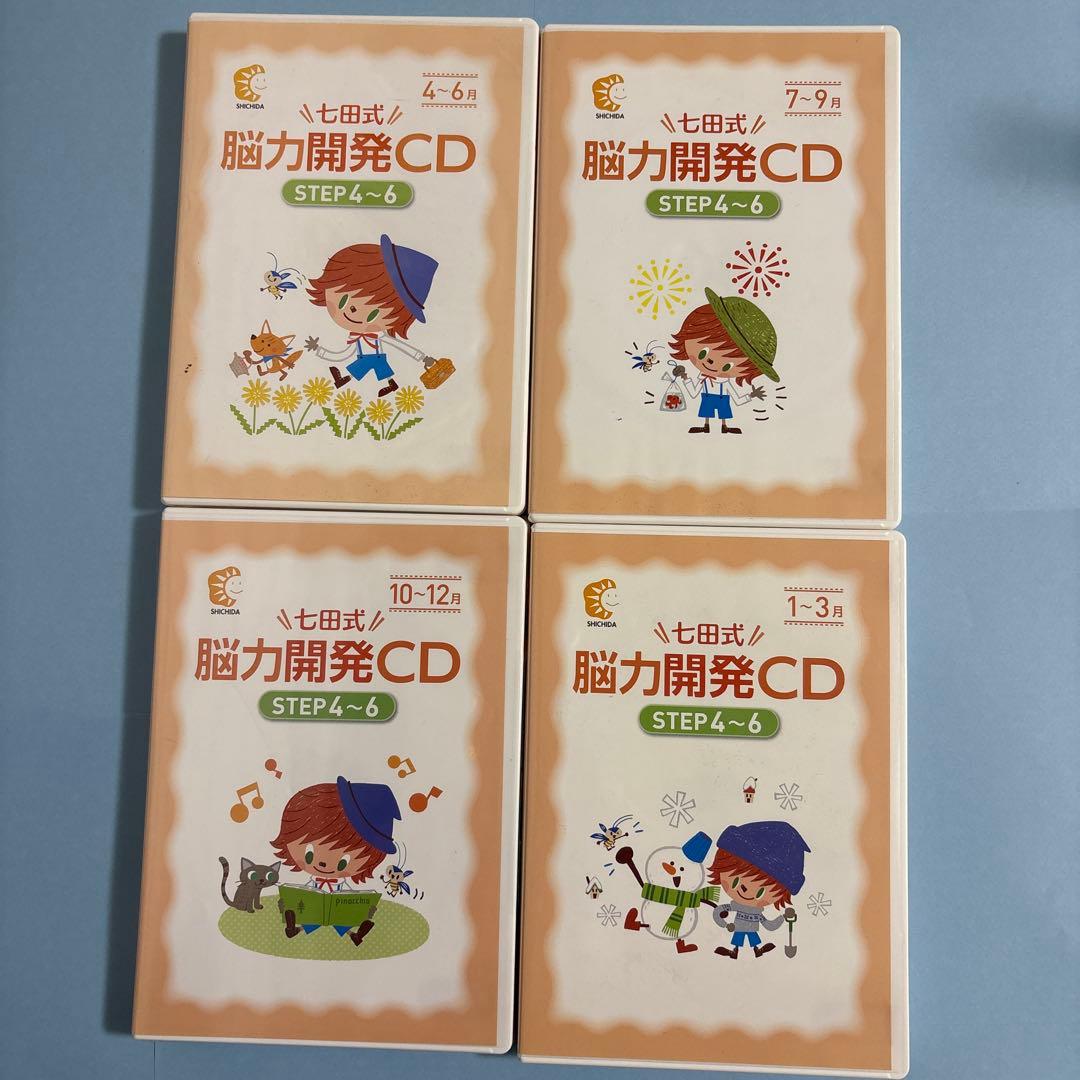 SHICHIDA
4～6月
七田式
脳力開発CD
STEP4～6
SHICHIDA
7～9月
七田式
脳力開発CD
STEP4～6
SHICHIDA
10～12月
七田式
脳力開発CD
STEP4～6
pinocchio
SHICHIDA
1～3月
七田式
脳力開発CD
STEP4～6